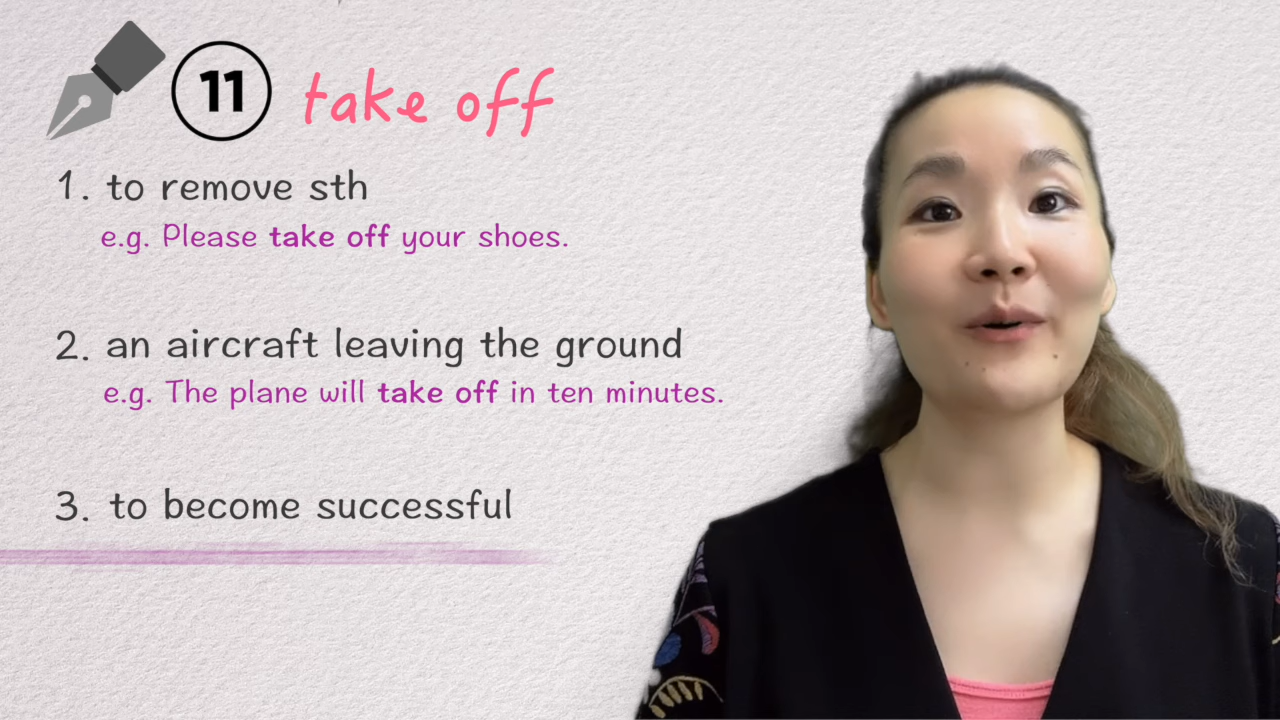 11 take off
1. to remove sth
e.g. Please take off your shoes.
2. an aircraft leaving the ground
e.g. The plane will take off in ten minutes.
3. to become successful